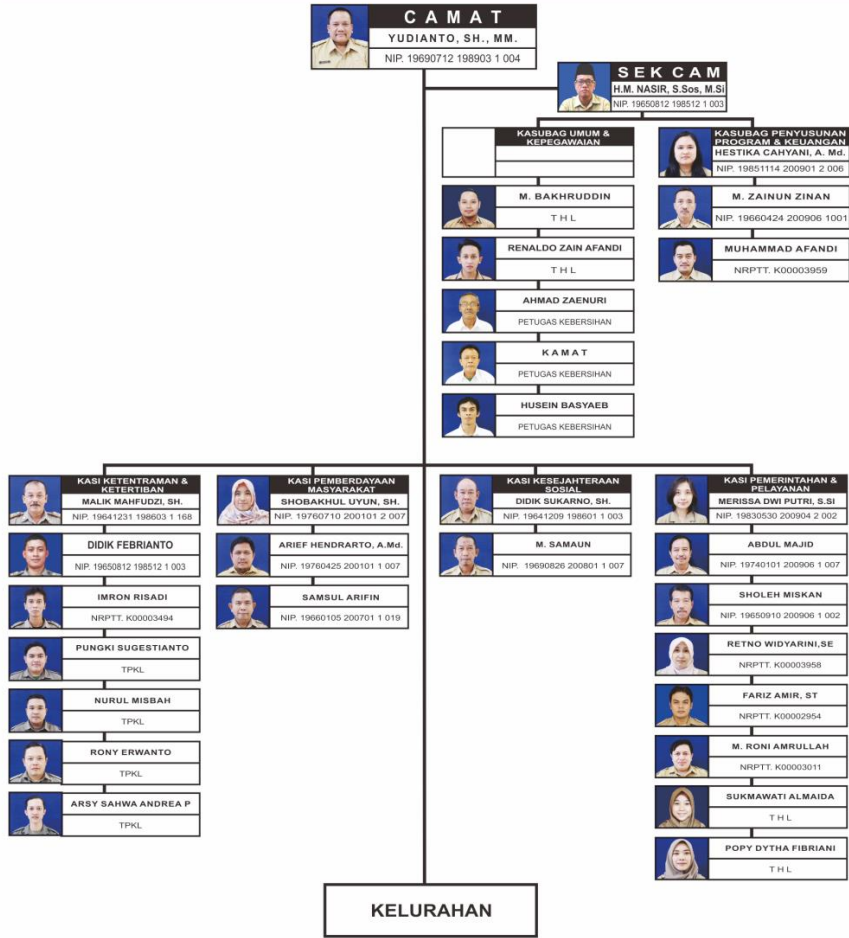 CAMAT
YUDIANTO, SH., MM.
NIP. 19690712 198903 1 004
SEK CAM
H.M. NASIR, S.Sos, M.Si
NIP. 19650812 198512 1 003
KASUBAG UMUM &
KEPEGAWAIAN
M. BAKHRUDDIN
T H L
RENALDO ZAIN AFANDI
T H L
AHMAD ZAENURI
PETUGAS KEBERSIHAN
KAMAT
PETUGAS KEBERSIHAN
HUSEIN BASYAEB
PETUGAS KEBERSIHAN
KASUBAG PENYUSUNAN
PROGRAM & KEUANGAN
HESTIKA CAHYANI, A. Md.
NIP. 19851114 200901 2 006
M. ZAINUN ZINAN
NIP. 19660424 200906 1001
MUHAMMAD AFANDI
NRPTT. K00003959
KASI KETENTRAMAN &
KETERTIBAN
MALIK MAHFUDZI, SH.
NIP. 19641231 198603 1 168
DIDIK FEBRIANTO
NIP. 19650812 198512 1 003
IMRON RISADI
NRPTT. K00003494
PUNGKI SUGESTIANTO
TPKL
NURUL MISBAH
TPKL
RONY ERWANTO
TPKL
ARSY SAHWA ANDREA P
TPKL
KASI PEMBERDAYAAN
MASYARAKAT
SHOBAKHUL UYUN, SH.
NIP. 19760710 200101 2 007
ARIEF HENDRARTO, A.Md.
NIP. 19760425 200101 1 007
SAMSUL ARIFIN
NIP. 19660105 200701 1 019
KASI KESEJAHTERAAN
SOSIAL
DIDIK SUKARNO, SH.
NIP. 19641209 198601 1 003
M. SAMAUN
NIP. 19690826 200801 1 007
KASI PEMERINTAHAN &
PELAYANAN
MERISSA DWI PUTRI, S.SI
NIP. 19830530 200904 2 002
ABDUL MAJID
NIP. 19740101 200906 1 007
SHOLEH MISKAN
NIP. 19650910 200906 1 002
RETNO WIDYARINI,SE
NRPTT. K00003958
FARIZ AMIR, ST
NRPTT. K00002954
M. RONI AMRULLAH
NRPTT. K00003011
SUKMAWATI ALMAIDA
T H L
POPY DYTHA FIBRIANI
T H L
KELURAHAN